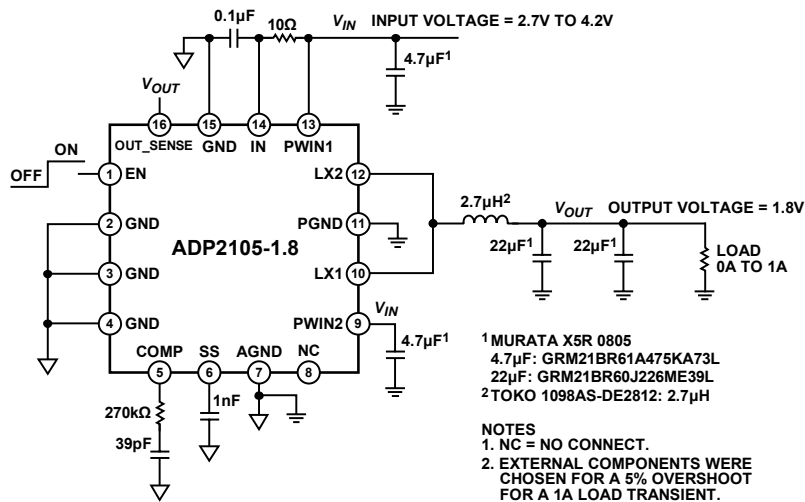 0.1µF
10Ω
VIN
INPUT VOLTAGE = 2.7V TO 4.2V
4.7µF1
VOUT
16
15
14
13
OUT_SENSE
GND
IN
PWIN1
ON
OFF
1
EN
LX2
12
2
GND
PGND
11
ADP2105-1.8
3
GND
LX1
10
4
GND
PWIN2
9
COMP
SS
AGND
NC
5
6
7
8
2.7µH2
VOUT
OUTPUT VOLTAGE = 1.8V
22µF1
22µF1
LOAD
0A TO 1A
VIN
4.7µF1
270kΩ
39pF
1nF
1 MURATA X5R 0805
4.7µF: GRM21BR61A475KA73L
22µF: GRM21BR60J226ME39L
2 TOKO 1098AS-DE2812: 2.7µH
NOTES
1. NC = NO CONNECT.
2. EXTERNAL COMPONENTS WERE
CHOSEN FOR A 5% OVERSHOOT
FOR A 1A LOAD TRANSIENT.